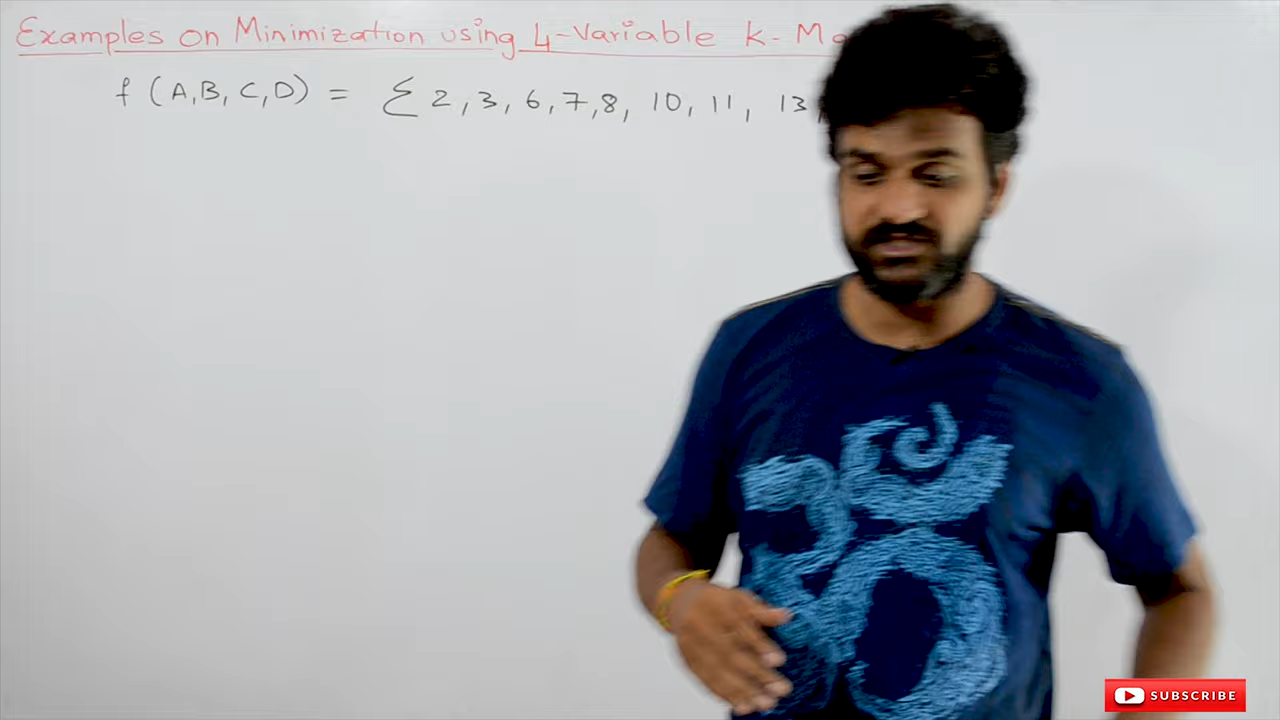 Examples on Minimization using 4-Variable K-Ma
f (A,B,C,D) = Σ 2,3,6,7,8, 10, 11, 13,
SUBSCRIBE